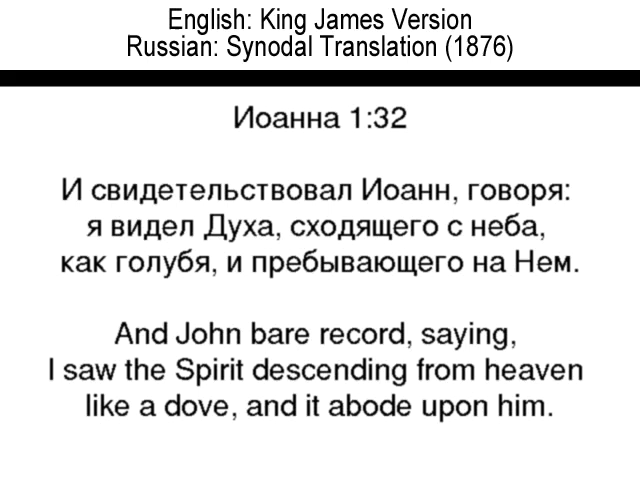 English: King James Version
Russian: Synodal Translation (1876)
Иоанна 1:32
И свидетельствовал Иоанн, говоря:
я видел Духа, сходящего с неба,
как голубя, и пребывающего на Нем.
And John bare record, saying,
I saw the Spirit descending from heaven
like a dove, and it abode upon him.